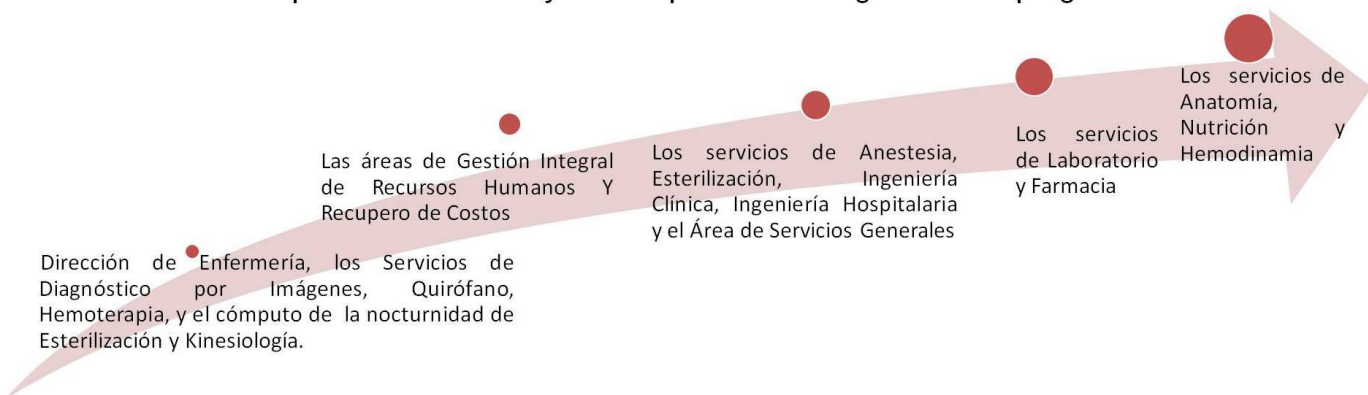 Dirección de Enfermería, los Servicios de
Diagnóstico por Imágenes, Quirófano,
Hemoterapia, y el cómputo de la nocturnidad de
Esterilización y Kinesiología.
Las áreas de Gestión Integral
de Recursos Humanos Y
Recupero de Costos
Los servicios de Anestesia,
Esterilización, Ingeniería
Clínica, Ingeniería Hospitalaria
y el Área de Servicios Generales
Los servicios
de Laboratorio
y Farmacia
Los servicios de
Anatomía,
Nutrición y
Hemodinamia